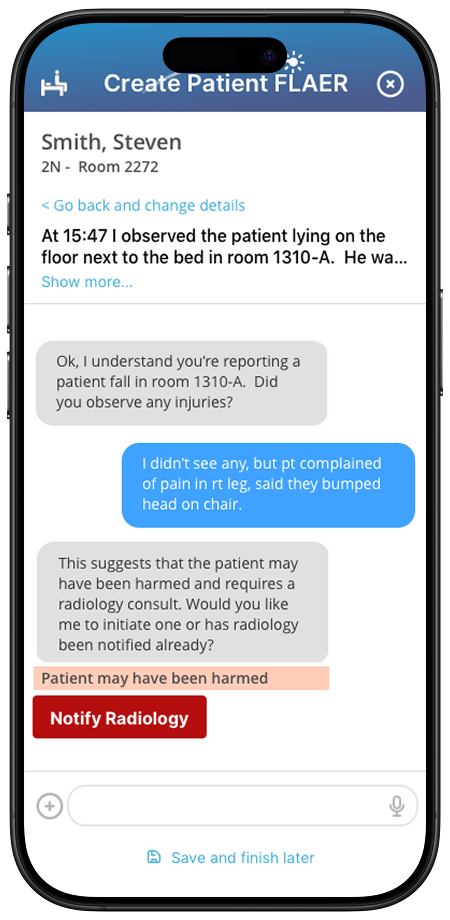 Create Patient FLAER
Smith, Steven
2N - Room 2272
< Go back and change details
At 15:47 I observed the patient lying on the
floor next to the bed in room 1310-A. He wa...
Show more...
Ok, I understand you’re reporting a
patient fall in room 1310-A. Did
you observe any injuries?
I didn’t see any, but pt complained
of pain in rt leg, said they bumped
head on chair.
This suggests that the patient may
have been harmed and requires a
radiology consult. Would you like
me to initiate one or has radiology
been notified already?
Patient may have been harmed
Notify Radiology
Save and finish later